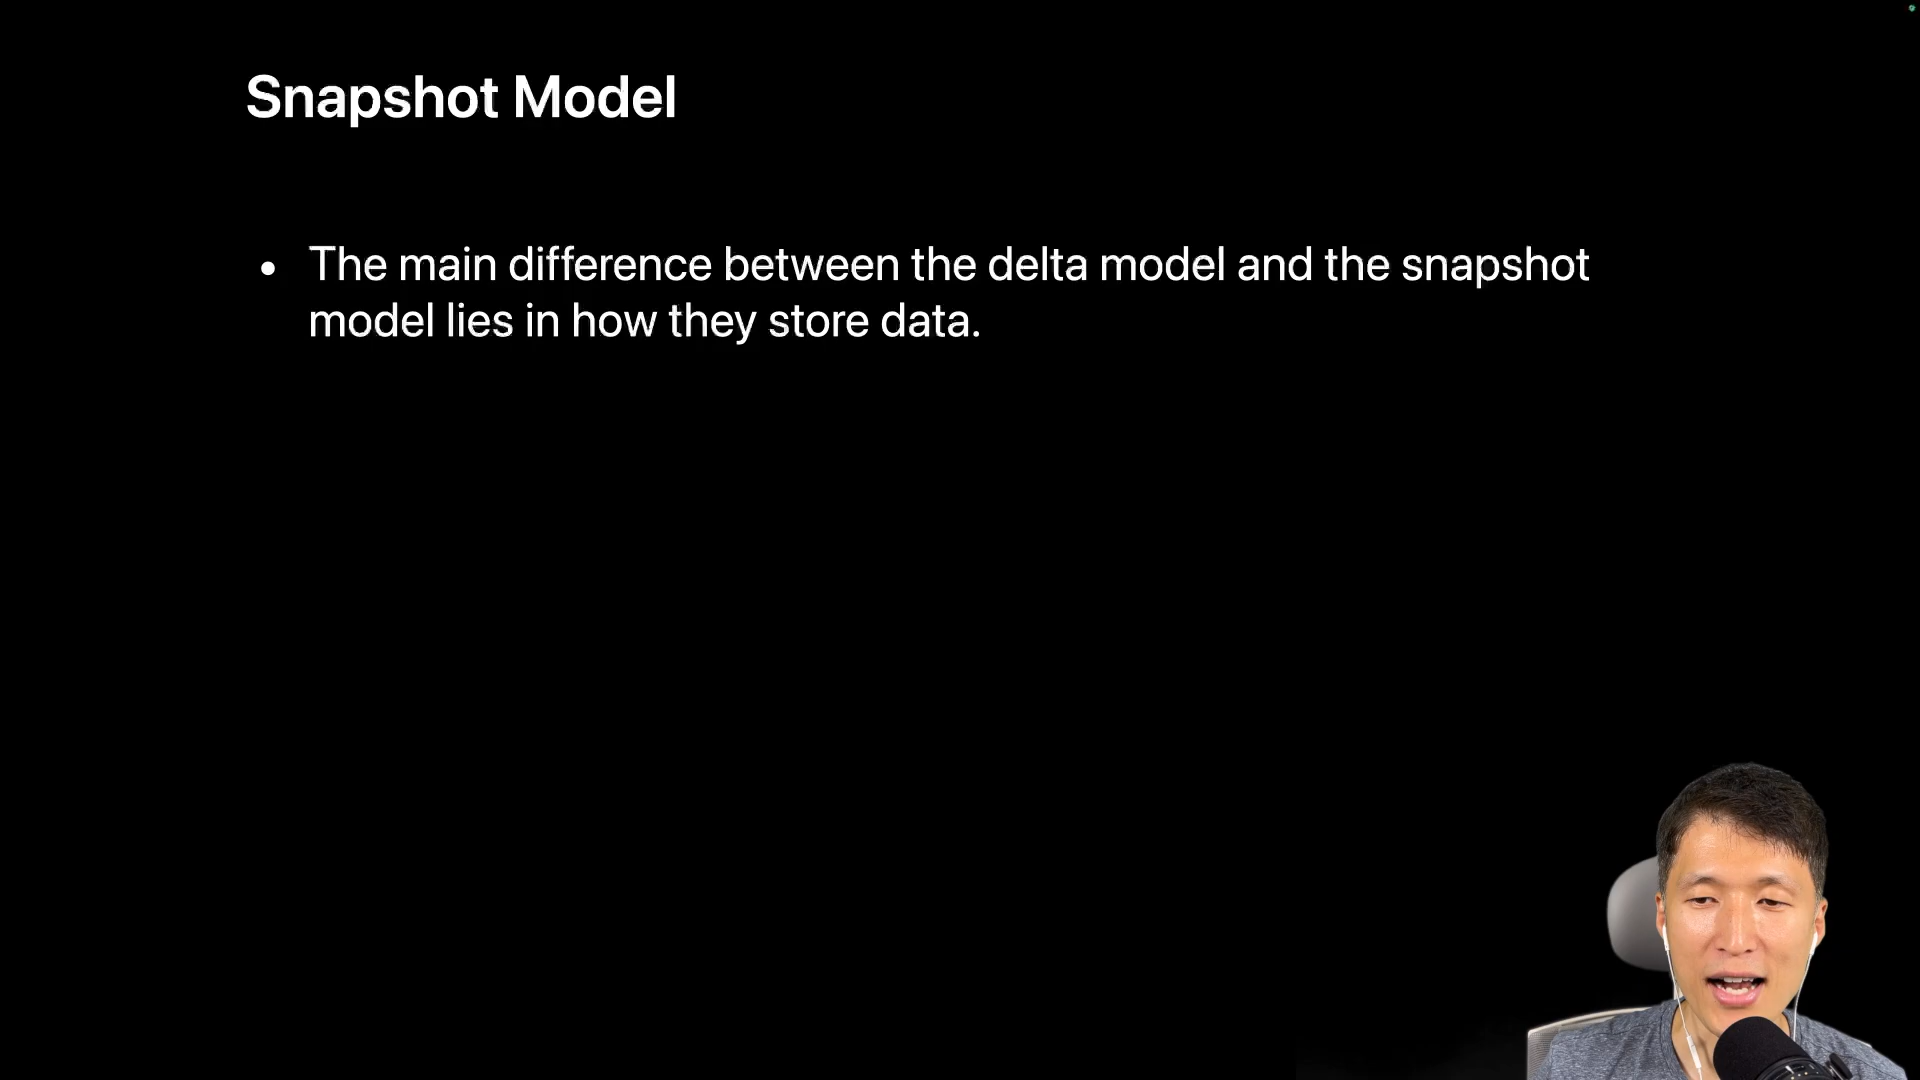 Snapshot Model
• The main difference between the delta model and the snapshot
model lies in how they store data.